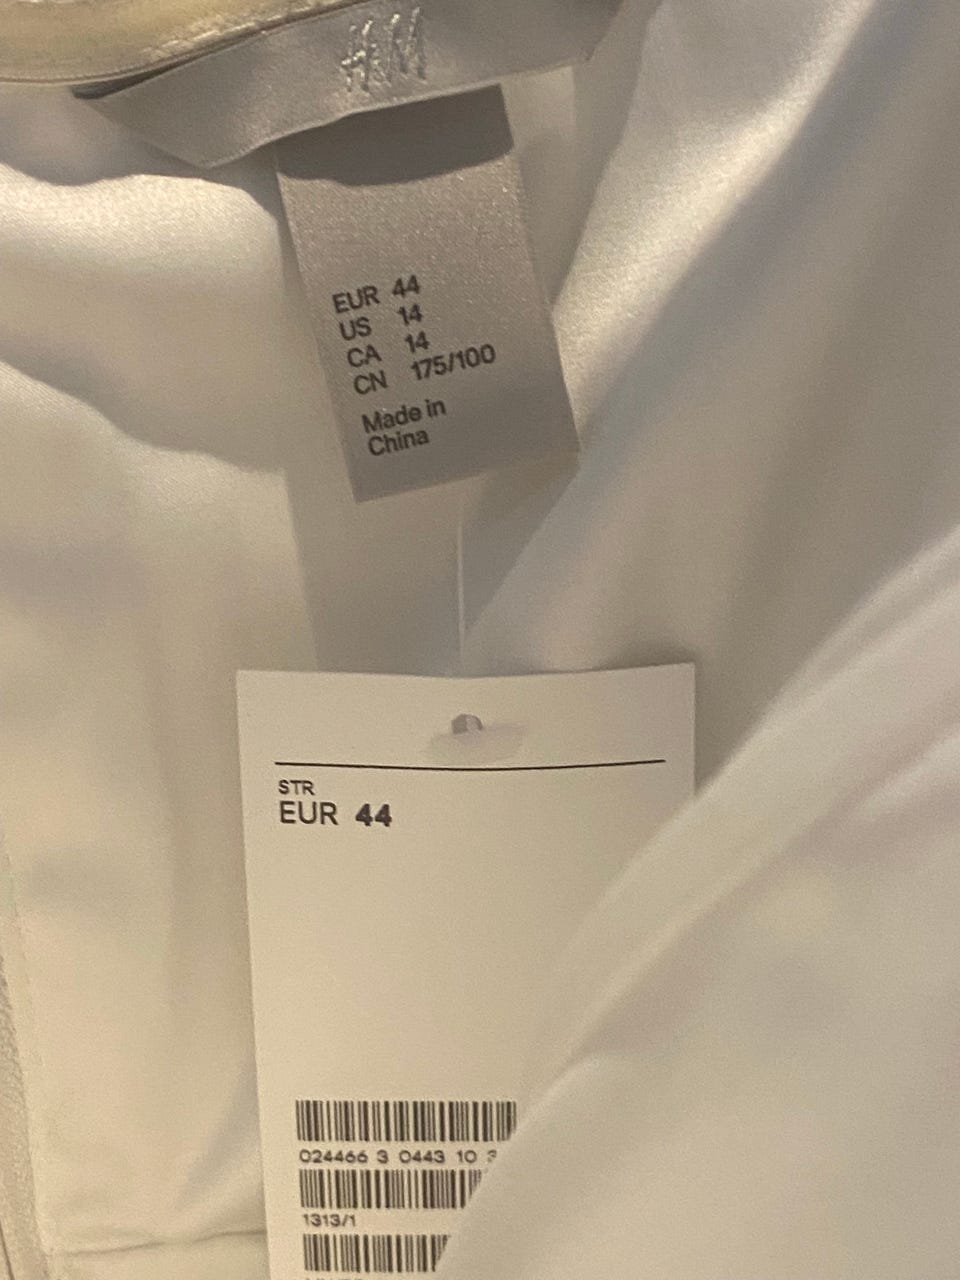 H&M
EUR 44
US 14
CA 14
CN 175/100
Made in
China
STR
EUR 44
024466 3 0443 10
1313/1